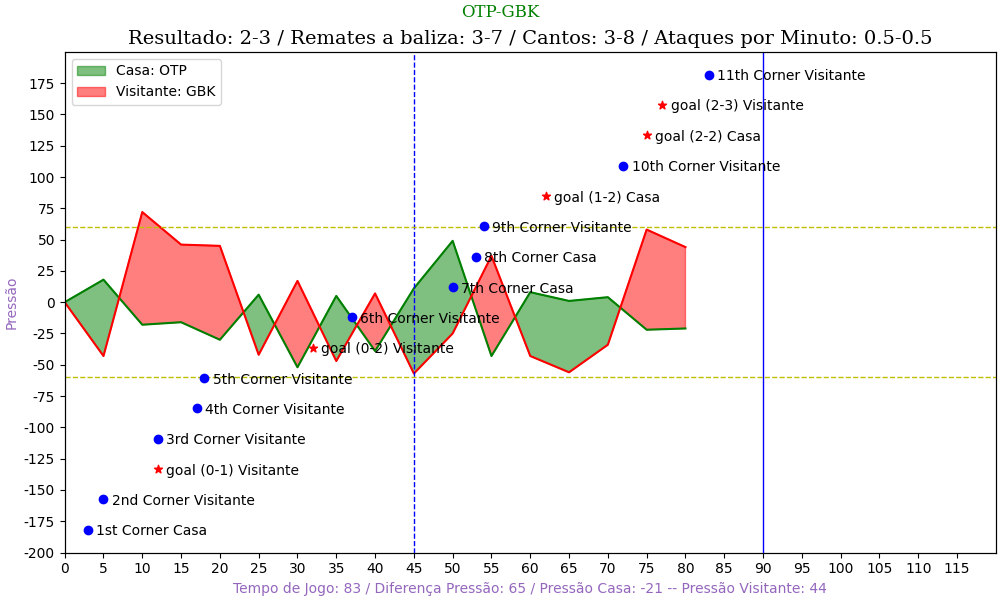 OTP-GBK
Resultado: 2-3 / Remates a baliza: 3-7 / Cantos: 3-8 / Ataques por Minuto: 0.5-0.5
Casa: OTP
Visitante: GBK
11th Corner Visitante
goal (2-3) Visitante
goal (2-2) Casa
10th Corner Visitante
goal (1-2) Casa
9th Corner Visitante
8th Corner Casa
7th Corner Casa
6th Corner Visitante
goal (0-2) Visitante
5th Corner Visitante
4th Corner Visitante
3rd Corner Visitante
goal (0-1) Visitante
2nd Corner Visitante
1st Corner Casa
Pressão
175
150
125
100
75
50
25
0
-25
-50
-75
-100
-125
-150
-175
-200
0 5 10 15 20 25 30 35 40 45 50 55 60 65 70 75 80 85 90 95 100 105 110 115
Tempo de Jogo: 83 / Diferença Pressão: 65 / Pressão Casa: -21 -- Pressão Visitante: 44